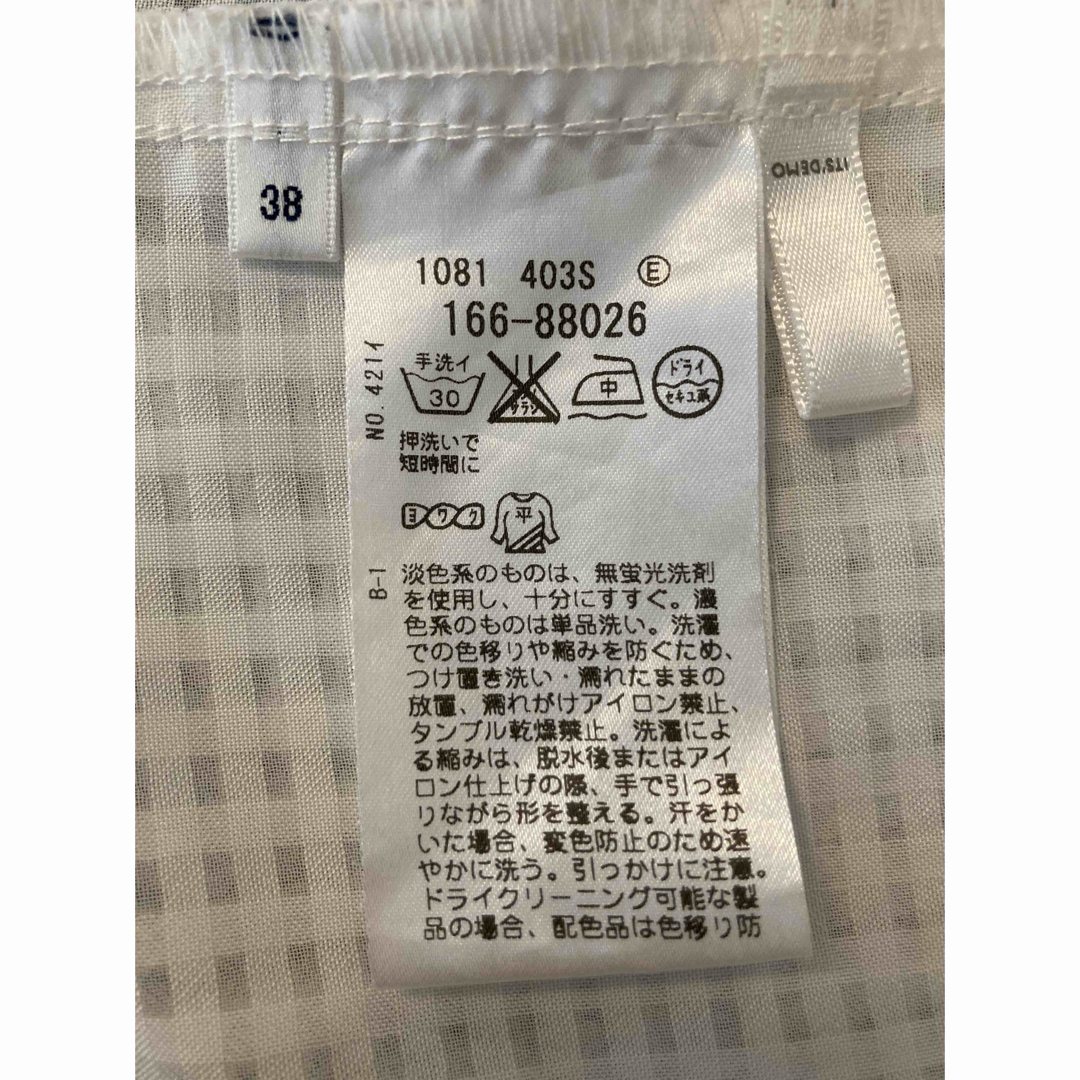 38
ITS'DEMO
1081 403S Ⓔ
166-88026
NO.4211
手洗イ
30
エンソサラシ
中
ドライ
セキユ系
押洗いで
短時間に
ヨワク
平
B-1
淡色系のものは、無蛍光洗剤
を使用し、十分にすすぐ。濃
色系のものは単品洗い。洗濯
での色移りや縮みを防ぐため、
つけ置き洗い・濡れたままの
放置、濡れがけアイロン禁止、
タンブル乾燥禁止。洗濯によ
る縮みは、脱水後またはアイ
ロン仕上げの際、手で引っ張
りながら形を整える。汗をか
いた場合、変色防止のため速
やかに洗う。引っかけに注意。
ドライクリーニング可能な製
品の場合、配色品は色移り防